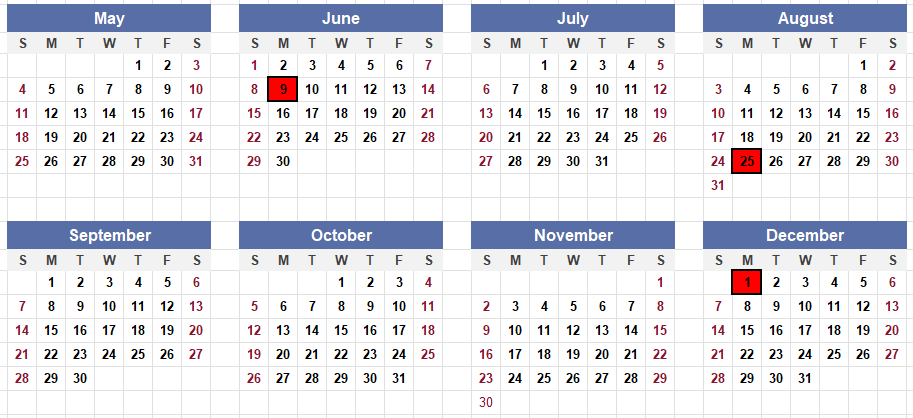 May June July August
S M T W T F S S M T W T F S S M T W T F S S M T W T F S
1 2 3 1 2 3 4 5 6 7 1 2 3 4 5 1 2
4 5 6 7 8 9 10 8 9 10 11 12 13 14 6 7 8 9 10 11 12 3 4 5 6 7 8 9
11 12 13 14 15 16 17 15 16 17 18 19 20 21 13 14 15 16 17 18 19 10 11 12 13 14 15 16
18 19 20 21 22 23 24 22 23 24 25 26 27 28 20 21 22 23 24 25 26 17 18 19 20 21 22 23
25 26 27 28 29 30 31 29 30 27 28 29 30 31 24 25 26 27 28 29 30
31
September October November December
S M T W T F S S M T W T F S S M T W T F S S M T W T F S
1 2 3 4 5 6 1 2 3 4 1 1 2 3 4 5 6
7 8 9 10 11 12 13 5 6 7 8 9 10 11 2 3 4 5 6 7 8 7 8 9 10 11 12 13
14 15 16 17 18 19 20 12 13 14 15 16 17 18 9 10 11 12 13 14 15 14 15 16 17 18 19 20
21 22 23 24 25 26 27 19 20 21 22 23 24 25 16 17 18 19 20 21 22 21 22 23 24 25 26 27
28 29 30 26 27 28 29 30 31 23 24 25 26 27 28 29 28 29 30 31
30